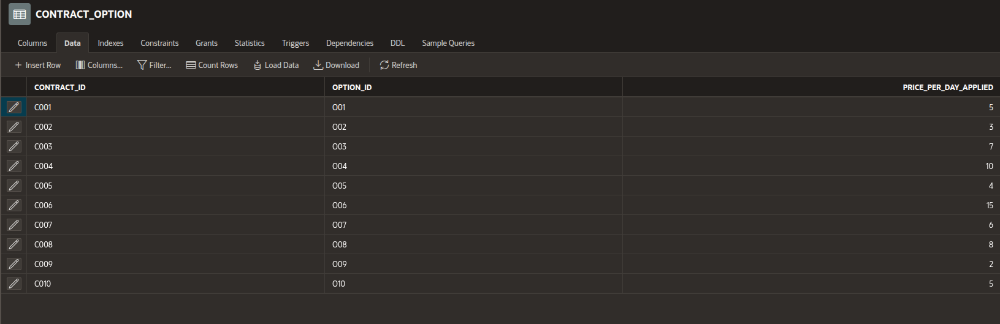 CONTRACT_OPTION
Columns Data Indexes Constraints Grants Statistics Triggers Dependencies DDL Sample Queries
+ Insert Row Columns... Filter... Count Rows Load Data Download Refresh
CONTRACT_ID OPTION_ID PRICE_PER_DAY_APPLIED
C001 O01 5
C002 O02 3
C003 O03 7
C004 O04 10
C005 O05 4
C006 O06 15
C007 O07 6
C008 O08 8
C009 O09 2
C010 O10 5